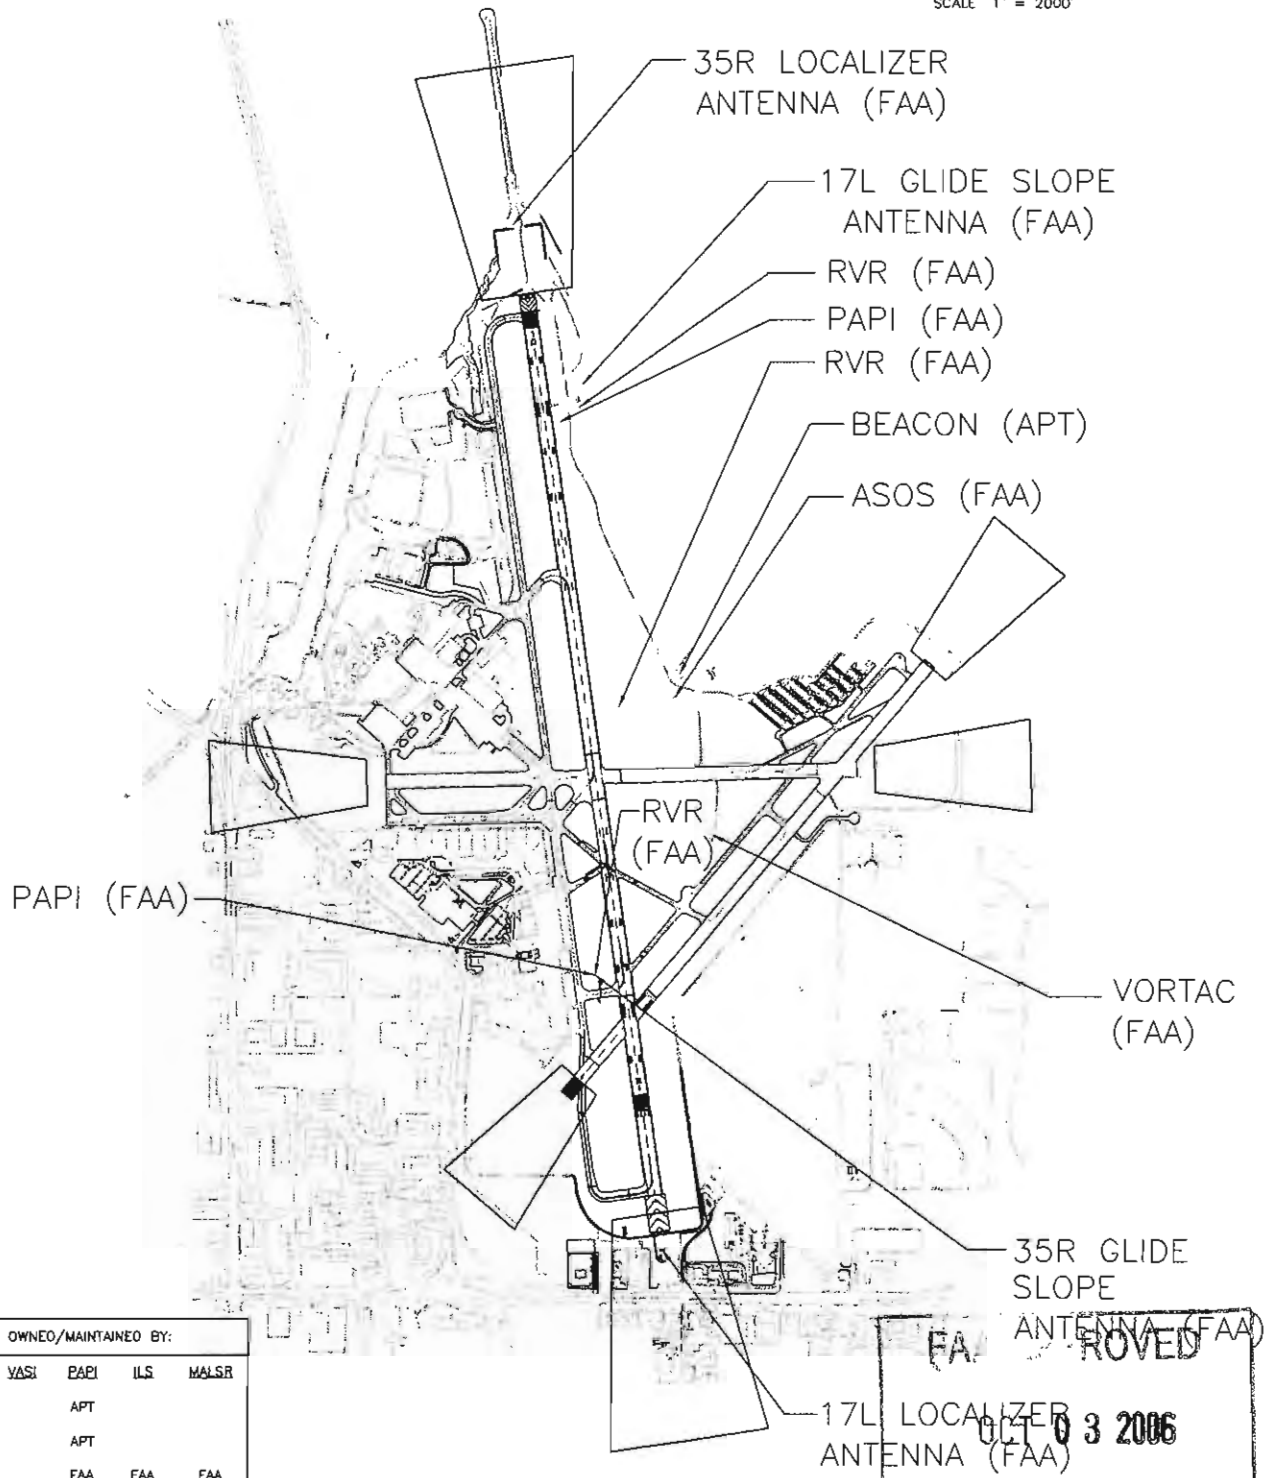 SCALE 1" = 2000'
35R LOCALIZER
ANTENNA (FAA)
17L GLIDE SLOPE
ANTENNA (FAA)
RVR (FAA)
PAPI (FAA)
RVR (FAA)
BEACON (APT)
ASOS (FAA)
RVR
(FAA)
PAPI (FAA)
VORTAC
(FAA)
35R GLIDE
SLOPE
ANTENNA (FAA)
OWNED/MAINTAINED BY:
VASI PAPI ILS MALSR
APT
APT
FAA FAA FAA
FA ROVED
OCT 0 3 2006
17L LOCALIZER
ANTENNA (FAA)